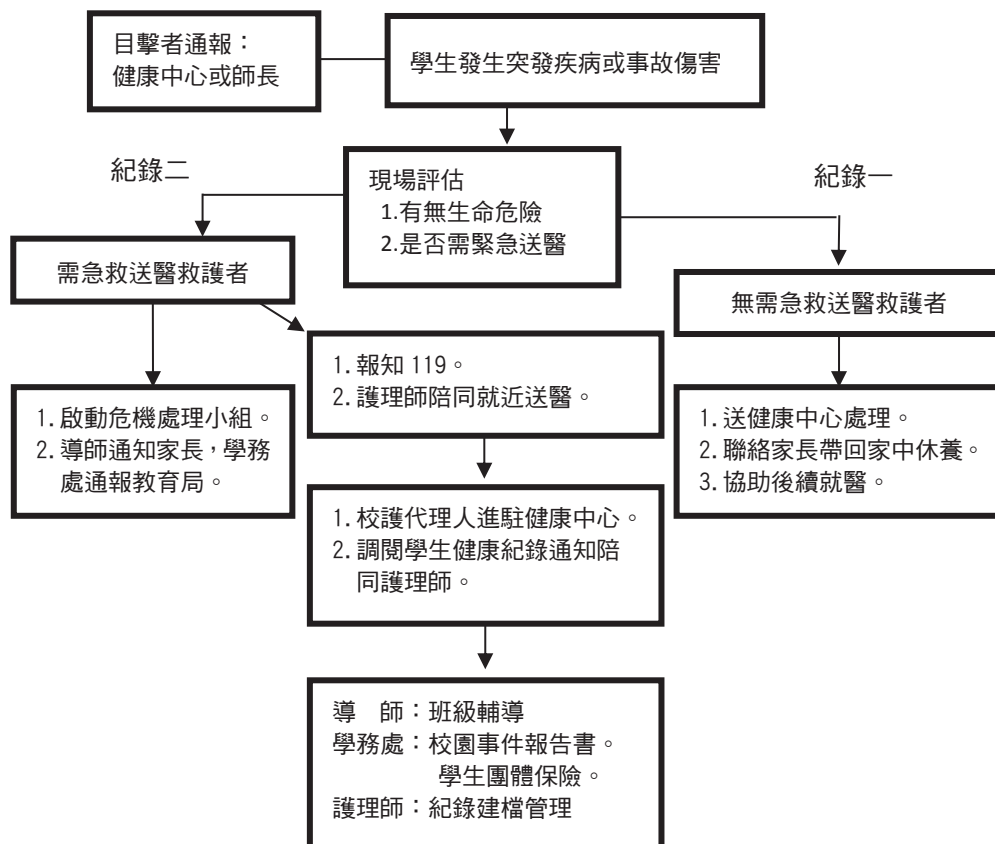 目擊者通報：
健康中心或師長
學生發生突發疾病或事故傷害
紀錄二
現場評估
1.有無生命危險
2.是否需緊急送醫
紀錄一
需急救送醫救護者
無需急救送醫救護者
1.報知 119。
2.護理師陪同就近送醫。
1.啟動危機處理小組。
2.導師通知家長，學務
處通報教育局。
1.送健康中心處理。
2.聯絡家長帶回家中休養。
3.協助後續就醫。
1.校護代理人進駐健康中心。
2.調閱學生健康紀錄通知陪
同護理師。
導　師：班級輔導
學務處：校園事件報告書。
學生團體保險。
護理師：紀錄建檔管理